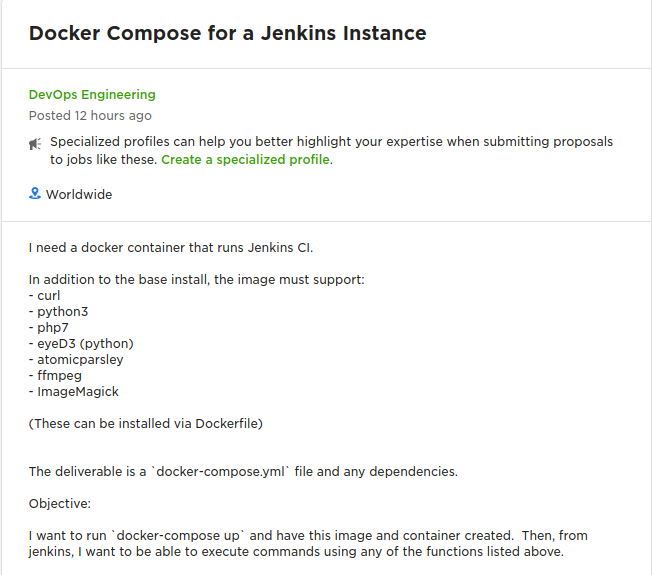 Docker Compose for a Jenkins Instance
DevOps Engineering
Posted 12 hours ago
Specialized profiles can help you better highlight your expertise when submitting proposals
to jobs like these. Create a specialized profile.
Worldwide
I need a docker container that runs Jenkins CI.
In addition to the base install, the image must support:
- curl
- python3
- php7
- eyeD3 (python)
- atomicparsley
- ffmpeg
- ImageMagick
(These can be installed via Dockerfile)
The deliverable is a `docker-compose.yml` file and any dependencies.
Objective:
I want to run `docker-compose up` and have this image and container created.  Then, from
jenkins, I want to be able to execute commands using any of the functions listed above.